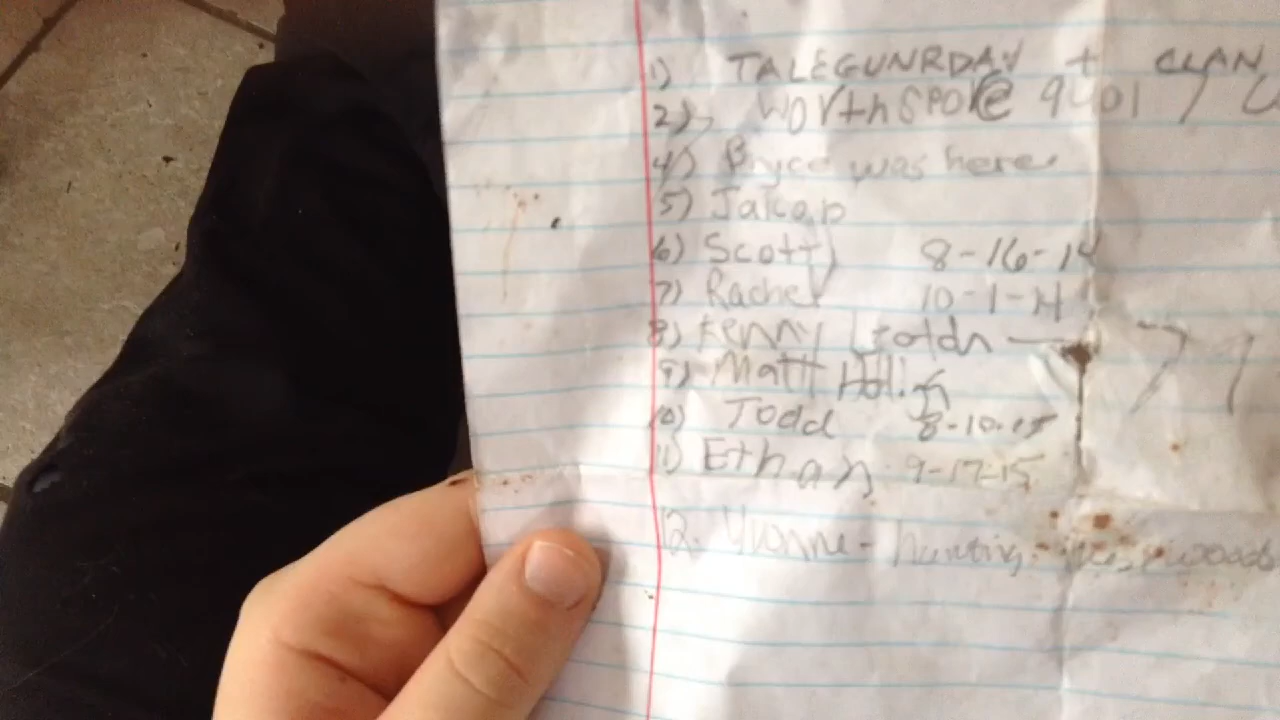 1) TALEGUNRDAY + CLAN
2) WorthSPOR@ 9401
4) Bryce was here
5) Jakob
6) Scott 8-16-14
7) Rachel 10-1-14
8) Kenny
9) Matt
10) Todd 8-10-15
11) Ethan 9-17-15
12. Yvonne - hunting woods